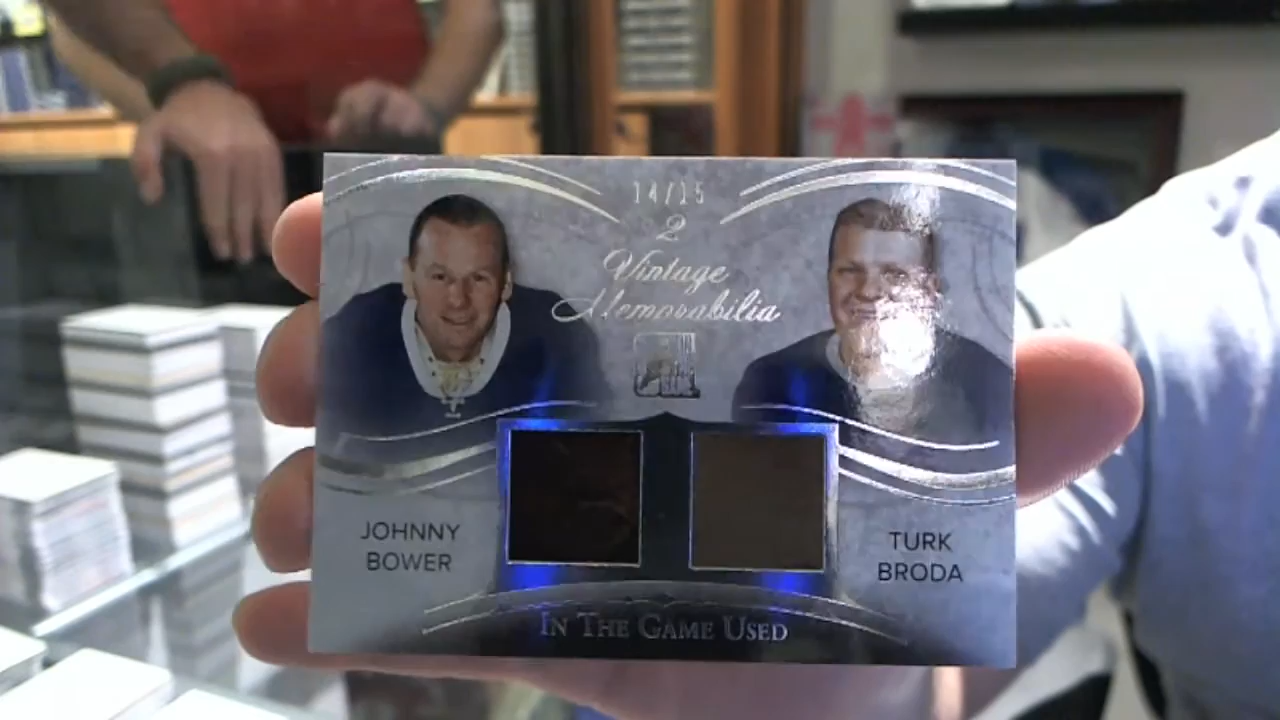 14/15
2
Vintage
Memorabilia
JOHNNY
BOWER
TURK
BRODA
IN THE GAME USED